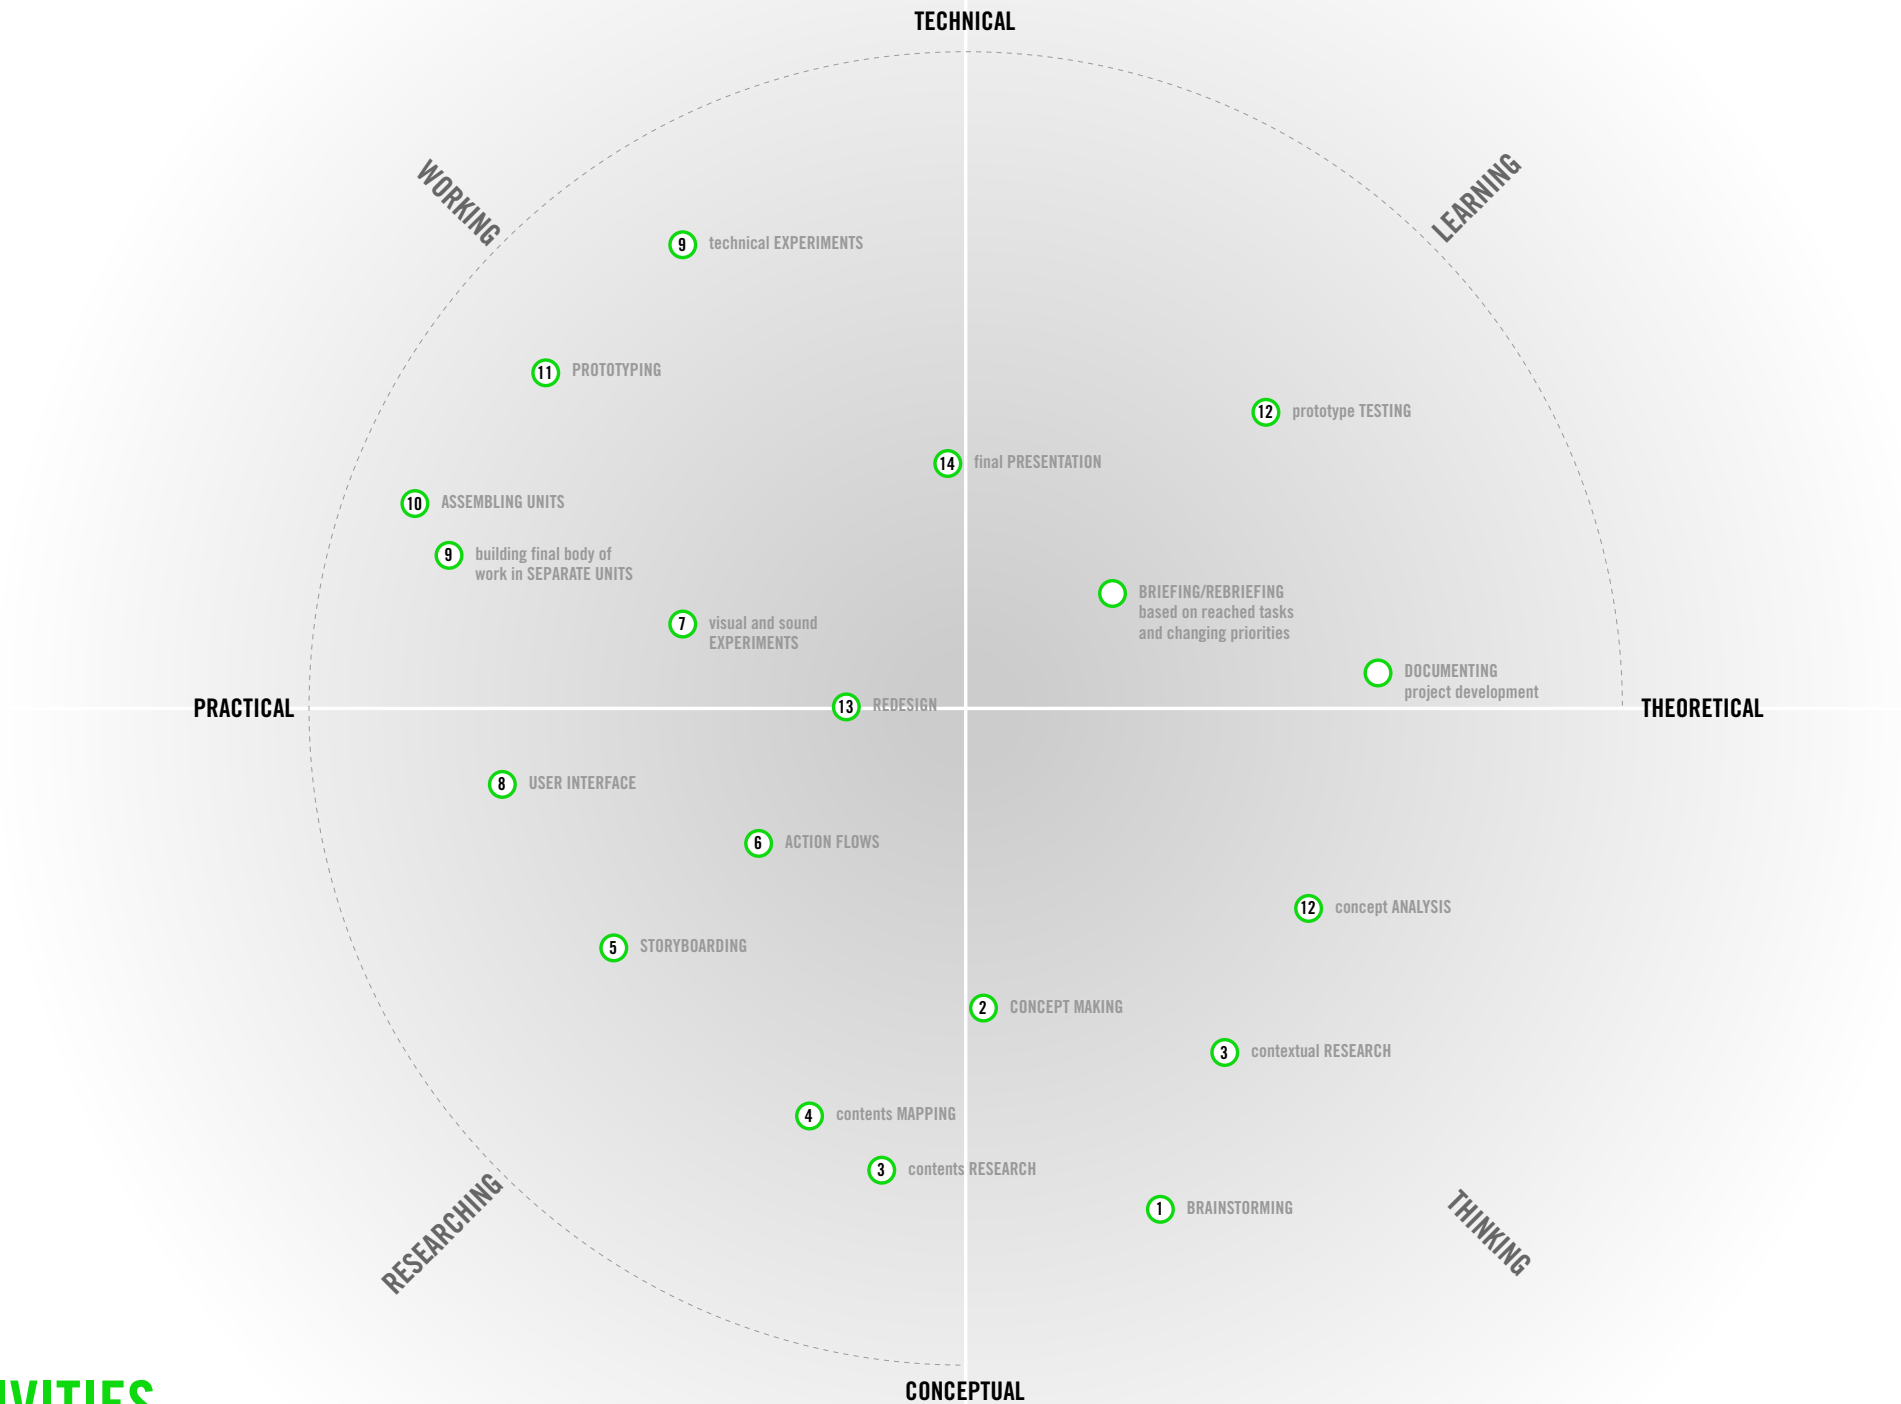 TECHNICAL
WORKING
LEARNING
9 technical EXPERIMENTS
11 PROTOTYPING
12 prototype TESTING
14 final PRESENTATION
10 ASSEMBLING UNITS
9 building final body of
work in SEPARATE UNITS
BRIEFING/REBRIEFING
based on reached tasks
and changing priorities
7 visual and sound
EXPERIMENTS
DOCUMENTING
project development
PRACTICAL
13 REDESIGN
THEORETICAL
8 USER INTERFACE
6 ACTION FLOWS
12 concept ANALYSIS
5 STORYBOARDING
2 CONCEPT MAKING
3 contextual RESEARCH
4 contents MAPPING
3 contents RESEARCH
1 BRAINSTORMING
RESEARCHING
THINKING
CONCEPTUAL